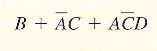 B + A̅C + AC̅D̅